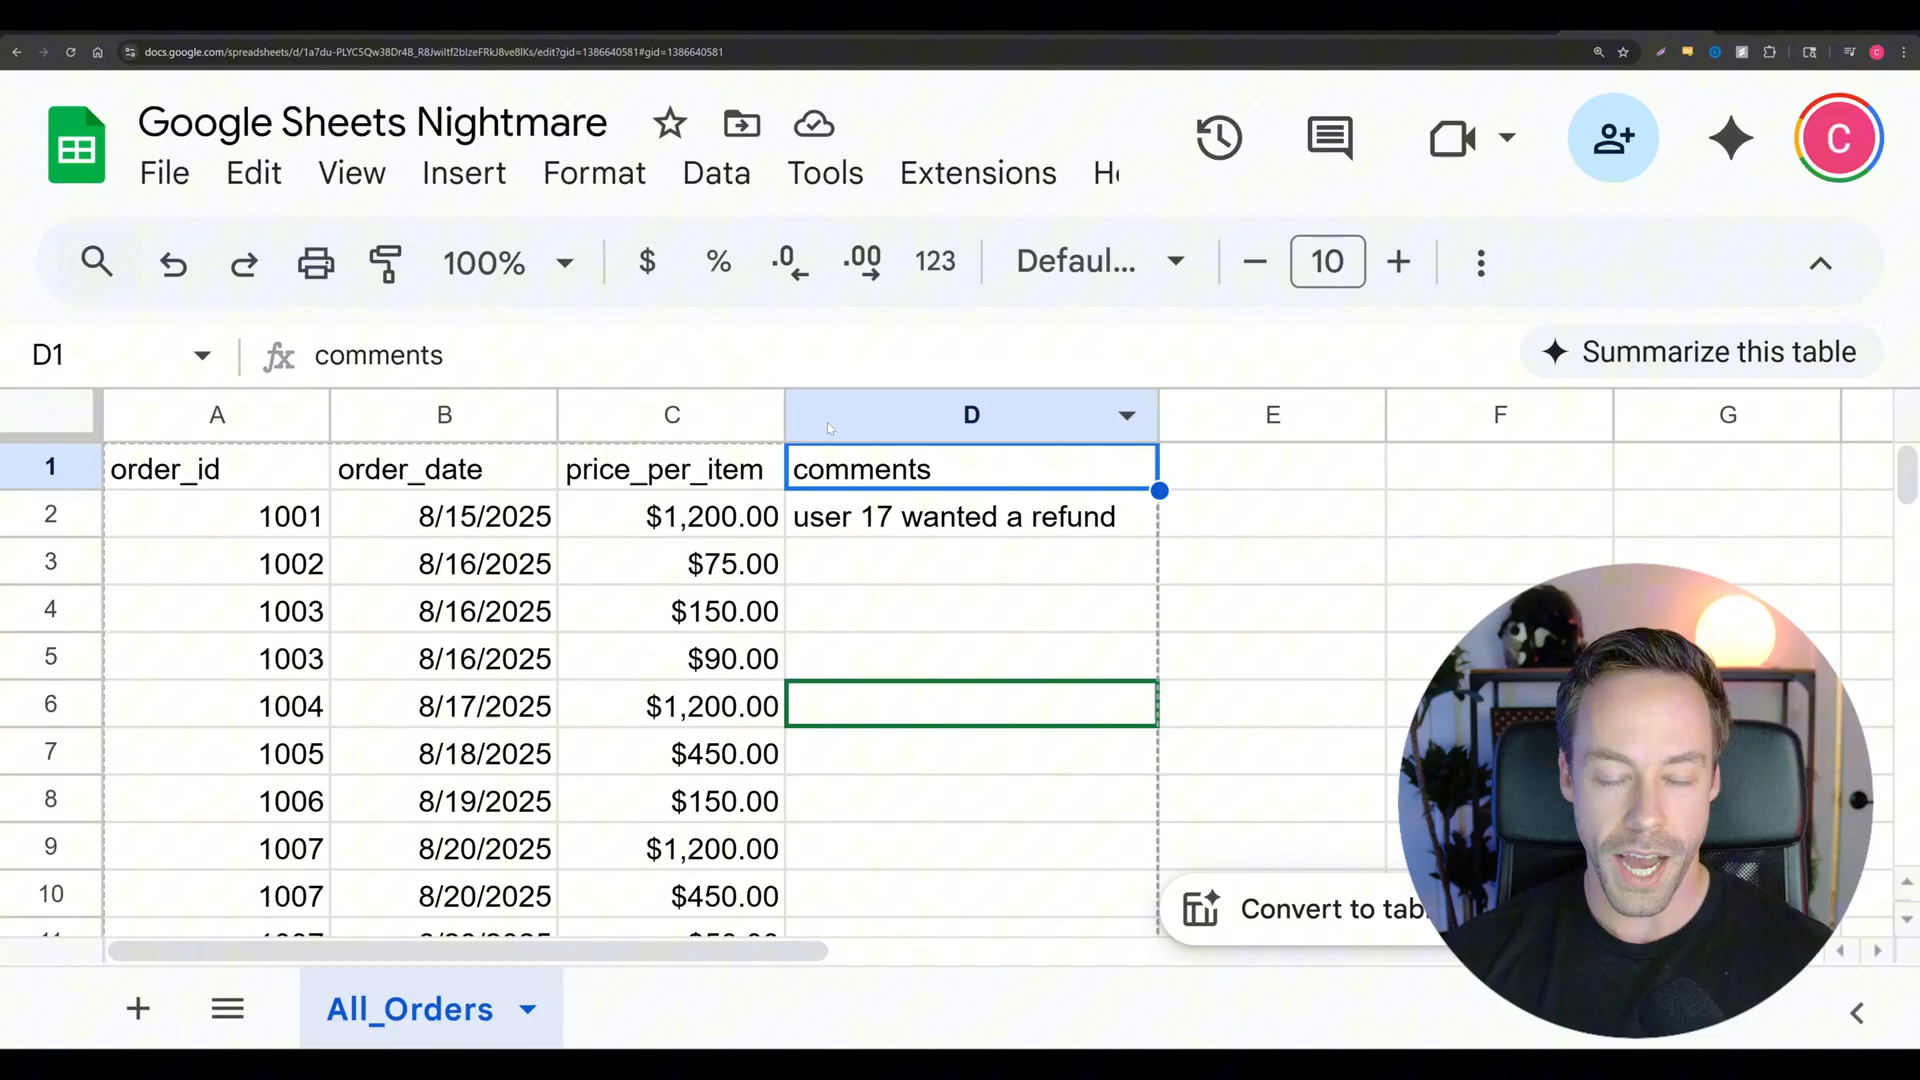 docs.google.com/spreadsheets/d/1a7du-PLYC5Qw38Dr4B_R8JwiItf2bIzeFRkJ8ve8lKs/edit?gid=1386640581#gid=1386640581
Google Sheets Nightmare
File Edit View Insert Format Data Tools Extensions
C
100% $ % .0 .00 123 Defaul... 10
D1 fx comments
Summarize this table
A B C D E F G
1 order_id order_date price_per_item comments
2 1001 8/15/2025 $1,200.00 user 17 wanted a refund
3 1002 8/16/2025 $75.00
4 1003 8/16/2025 $150.00
5 1003 8/16/2025 $90.00
6 1004 8/17/2025 $1,200.00
7 1005 8/18/2025 $450.00
8 1006 8/19/2025 $150.00
9 1007 8/20/2025 $1,200.00
10 1007 8/20/2025 $450.00
Convert to tab
All_Orders